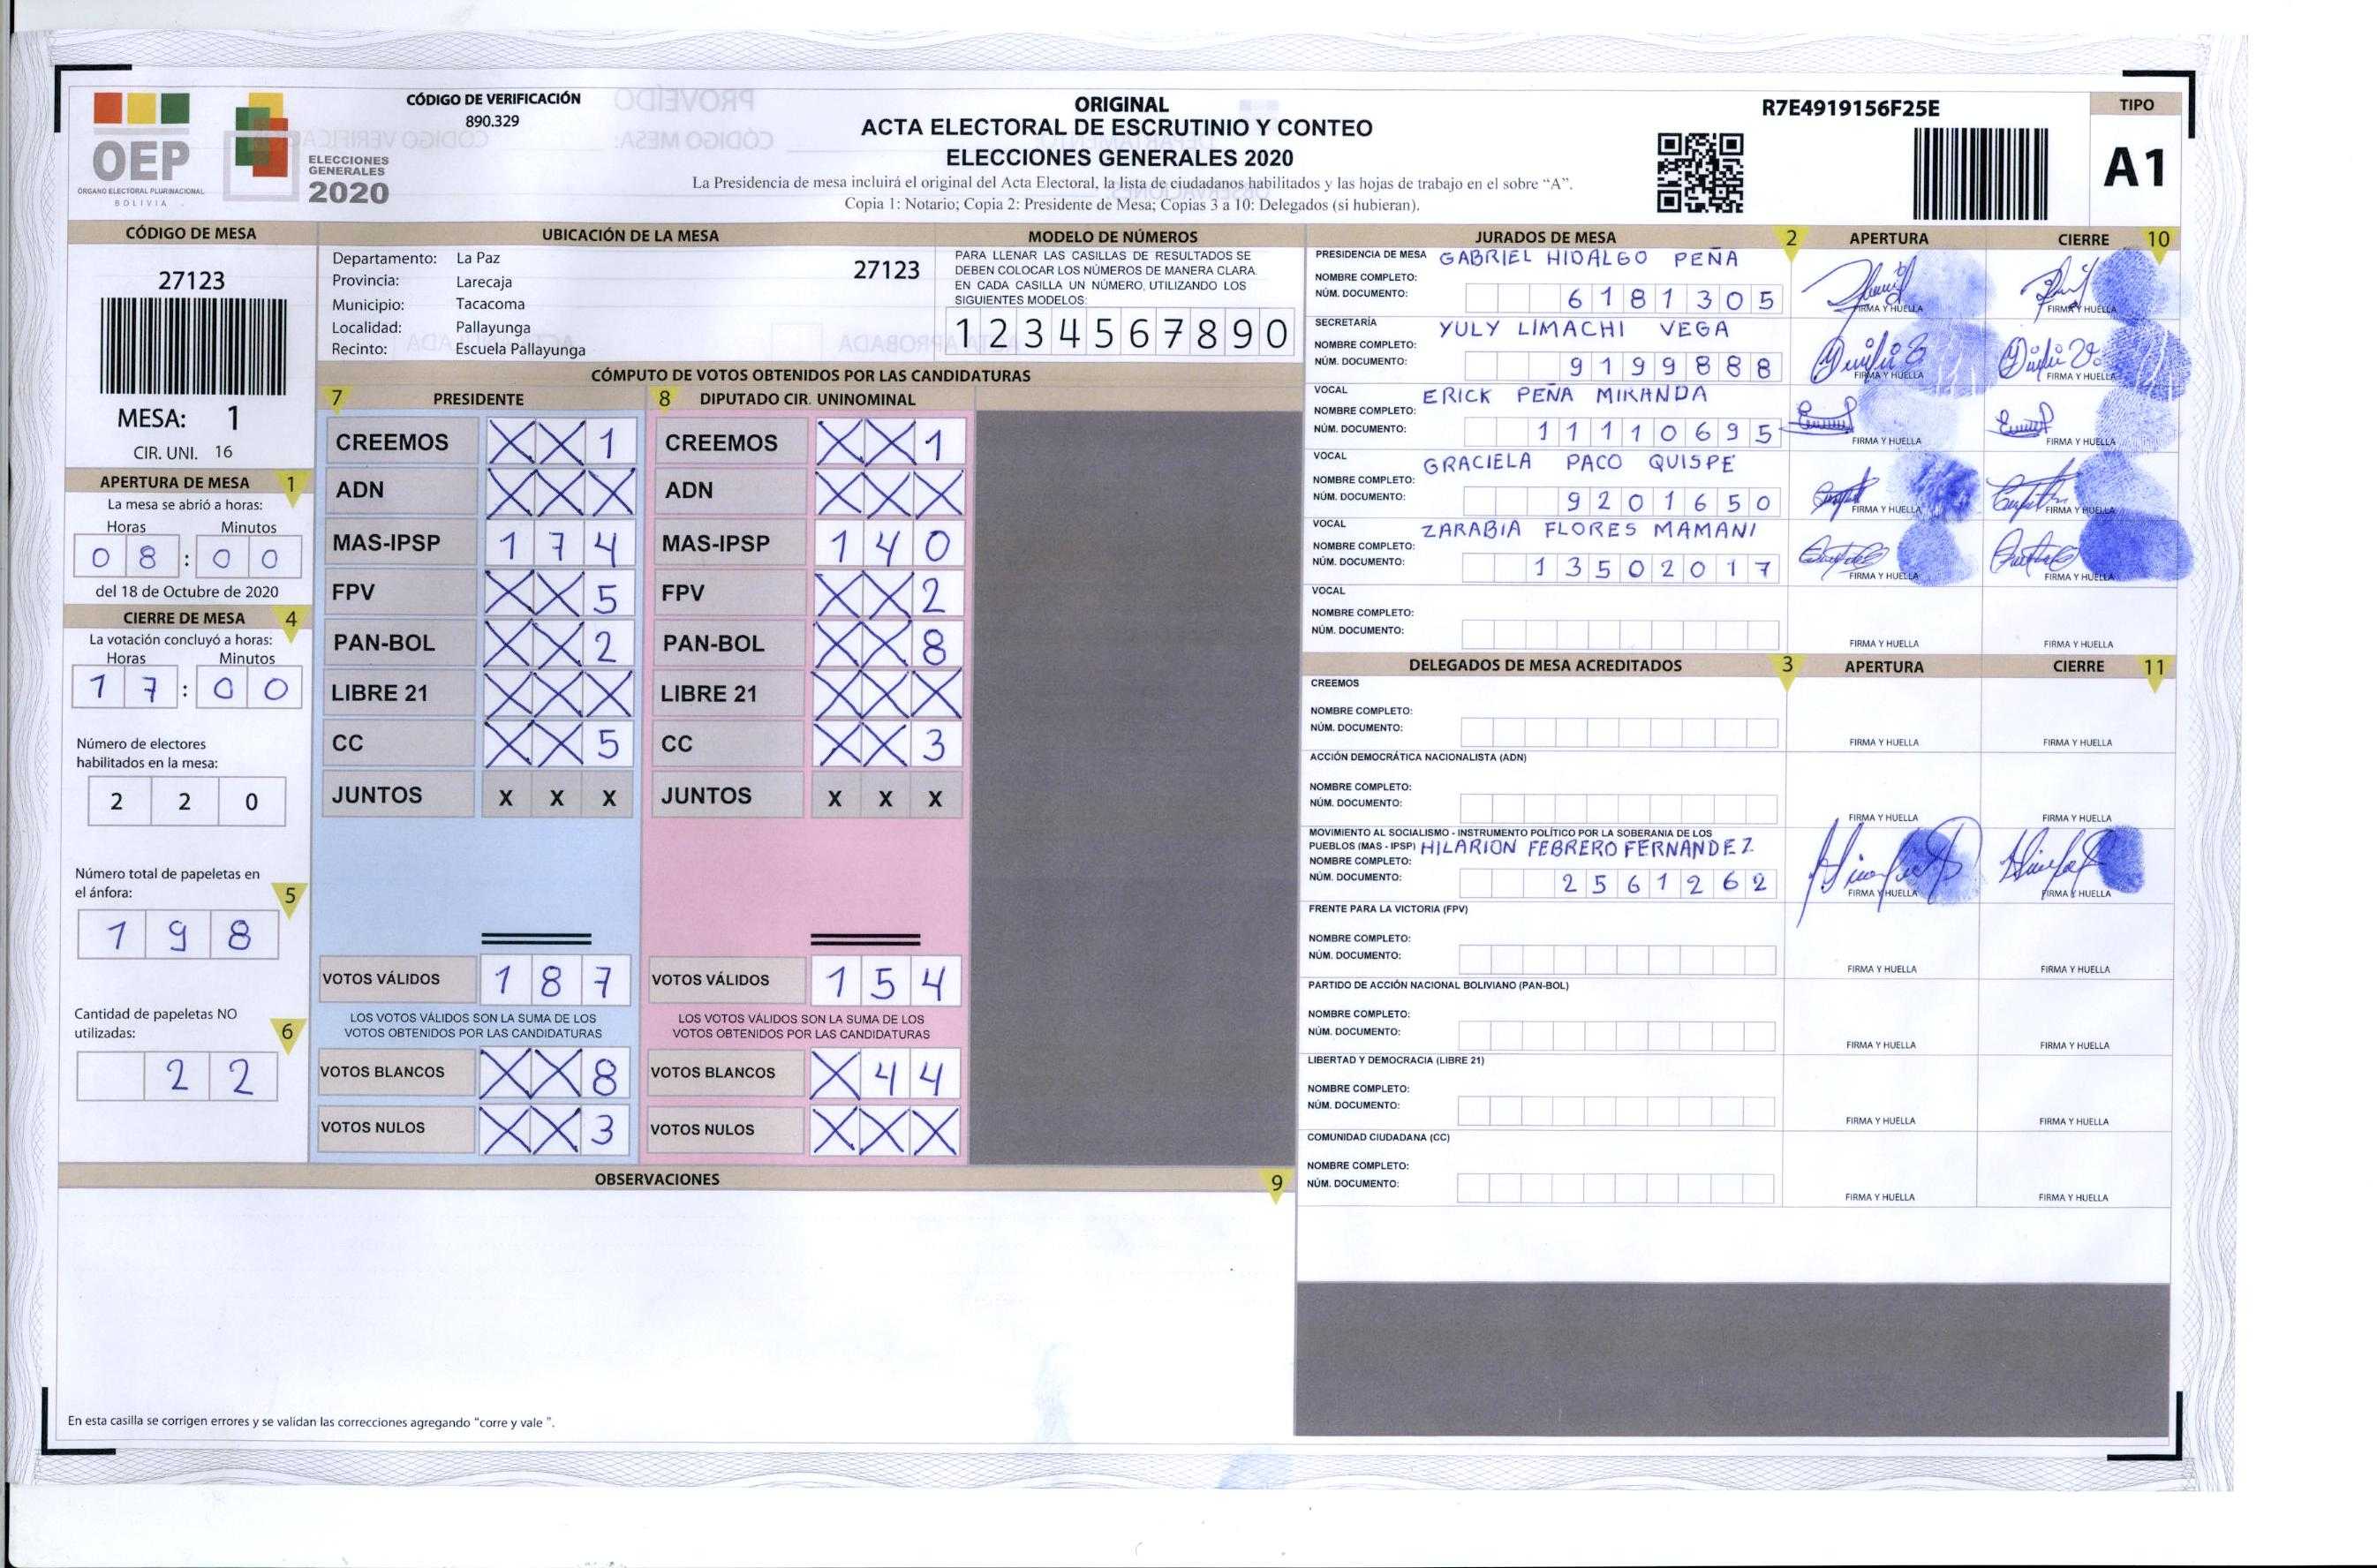 CÓDIGO DE VERIFICACIÓN
890.329
OEP
ÓRGANO ELECTORAL PLURINACIONAL
BOLIVIA
ELECCIONES
GENERALES
2020
ORIGINAL
ACTA ELECTORAL DE ESCRUTINIO Y CONTEO
ELECCIONES GENERALES 2020
La Presidencia de mesa incluirá el original del Acta Electoral, la lista de ciudadanos habilitados y las hojas de trabajo en el sobre “A”.
Copia 1: Notario; Copia 2: Presidente de Mesa; Copias 3 a 10: Delegados (si hubieran).
R7E4919156F25E
TIPO
A1
CÓDIGO DE MESA
27123
MESA: 1
CIR. UNI. 16
APERTURA DE MESA 1
La mesa se abrió a horas:
Horas Minutos
0 8 : 0 0
del 18 de Octubre de 2020
CIERRE DE MESA 4
La votación concluyó a horas:
Horas Minutos
1 7 : 0 0
Número de electores
habilitados en la mesa:
2 2 0
Número total de papeletas en
el ánfora: 5
1 9 8
Cantidad de papeletas NO
utilizadas: 6
2 2
UBICACIÓN DE LA MESA
Departamento: La Paz
27123
Provincia: Larecaja
Municipio: Tacacoma
Localidad: Pallayunga
Recinto: Escuela Pallayunga
MODELO DE NÚMEROS
PARA LLENAR LAS CASILLAS DE RESULTADOS SE
DEBEN COLOCAR LOS NÚMEROS DE MANERA CLARA.
EN CADA CASILLA UN NÚMERO, UTILIZANDO LOS
SIGUIENTES MODELOS:
1 2 3 4 5 6 7 8 9 0
CÓMPUTO DE VOTOS OBTENIDOS POR LAS CANDIDATURAS
7 PRESIDENTE
CREEMOS X X 1
ADN X X X
MAS-IPSP 1 7 4
FPV X X 5
PAN-BOL X X 2
LIBRE 21 X X X
CC X X 5
JUNTOS X X X
VOTOS VÁLIDOS 1 8 7
LOS VOTOS VÁLIDOS SON LA SUMA DE LOS
VOTOS OBTENIDOS POR LAS CANDIDATURAS
VOTOS BLANCOS X X 8
VOTOS NULOS X X 3
8 DIPUTADO CIR. UNINOMINAL
CREEMOS X X 1
ADN X X X
MAS-IPSP 1 4 0
FPV X X 2
PAN-BOL X X 8
LIBRE 21 X X X
CC X X 3
JUNTOS X X X
VOTOS VÁLIDOS 1 5 4
LOS VOTOS VÁLIDOS SON LA SUMA DE LOS
VOTOS OBTENIDOS POR LAS CANDIDATURAS
VOTOS BLANCOS X 4 4
VOTOS NULOS X X X
OBSERVACIONES 9
En esta casilla se corrigen errores y se validan las correcciones agregando “corre y vale ”.
JURADOS DE MESA 2 APERTURA CIERRE 10
PRESIDENCIA DE MESA GABRIEL HIDALGO PEÑA
NOMBRE COMPLETO:
NÚM. DOCUMENTO: 6 1 8 1 3 0 5
FIRMA Y HUELLA FIRMA Y HUELLA
SECRETARÍA YULY LIMACHI VEGA
NOMBRE COMPLETO:
NÚM. DOCUMENTO: 9 1 9 9 8 8 8
FIRMA Y HUELLA FIRMA Y HUELLA
VOCAL ERICK PEÑA MIRANDA
NOMBRE COMPLETO:
NÚM. DOCUMENTO: 1 1 1 1 0 6 9 5
FIRMA Y HUELLA FIRMA Y HUELLA
VOCAL GRACIELA PACO QUISPE
NOMBRE COMPLETO:
NÚM. DOCUMENTO: 9 2 0 1 6 5 0
FIRMA Y HUELLA FIRMA Y HUELLA
VOCAL ZARABIA FLORES MAMANI
NOMBRE COMPLETO:
NÚM. DOCUMENTO: 1 3 5 0 2 0 1 7
FIRMA Y HUELLA FIRMA Y HUELLA
VOCAL
NOMBRE COMPLETO:
NÚM. DOCUMENTO:
FIRMA Y HUELLA FIRMA Y HUELLA
DELEGADOS DE MESA ACREDITADOS 3 APERTURA CIERRE 11
CREEMOS
NOMBRE COMPLETO:
NÚM. DOCUMENTO:
FIRMA Y HUELLA FIRMA Y HUELLA
ACCIÓN DEMOCRÁTICA NACIONALISTA (ADN)
NOMBRE COMPLETO:
NÚM. DOCUMENTO:
FIRMA Y HUELLA FIRMA Y HUELLA
MOVIMIENTO AL SOCIALISMO - INSTRUMENTO POLÍTICO POR LA SOBERANIA DE LOS
PUEBLOS (MAS - IPSP) HILARION FEBRERO FERNANDEZ
NOMBRE COMPLETO:
NÚM. DOCUMENTO: 2 5 6 1 2 6 2
FIRMA Y HUELLA FIRMA Y HUELLA
FRENTE PARA LA VICTORIA (FPV)
NOMBRE COMPLETO:
NÚM. DOCUMENTO:
FIRMA Y HUELLA FIRMA Y HUELLA
PARTIDO DE ACCIÓN NACIONAL BOLIVIANO (PAN-BOL)
NOMBRE COMPLETO:
NÚM. DOCUMENTO:
FIRMA Y HUELLA FIRMA Y HUELLA
LIBERTAD Y DEMOCRACIA (LIBRE 21)
NOMBRE COMPLETO:
NÚM. DOCUMENTO:
FIRMA Y HUELLA FIRMA Y HUELLA
COMUNIDAD CIUDADANA (CC)
NOMBRE COMPLETO:
NÚM. DOCUMENTO:
FIRMA Y HUELLA FIRMA Y HUELLA